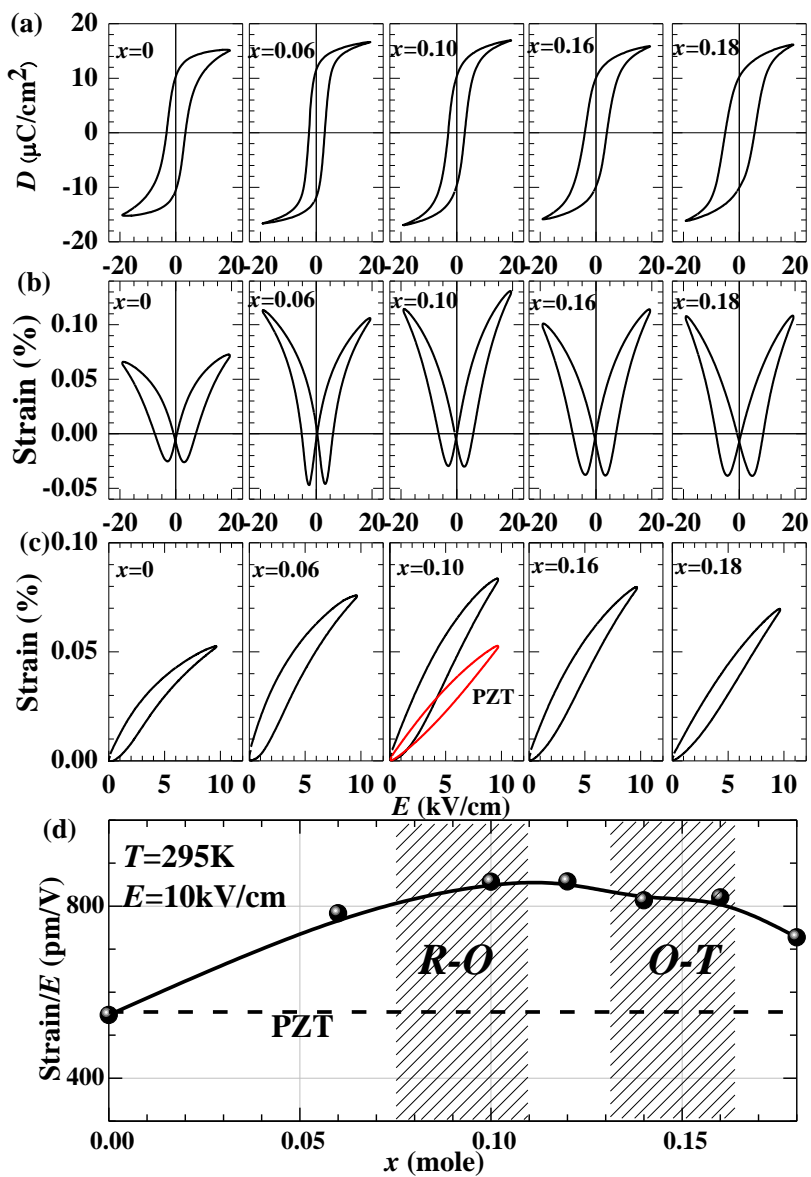 (a)
x=0
x=0.06
x=0.10
x=0.16
x=0.18
D (μC/cm²)
20
10
0
-10
-20
-20 0 20
-20 0 20
-20 0 20
-20 0 20
-20 0 20
(b)
x=0
x=0.06
x=0.10
x=0.16
x=0.18
Strain (%)
0.10
0.05
0.00
-0.05
-20 0 20
-20 0 20
-20 0 20
-20 0 20
-20 0 20
(c)
x=0
x=0.06
x=0.10
x=0.16
x=0.18
PZT
Strain (%)
0.10
0.05
0.00
0 5 10
0 5 10
0 5 10
0 5 10
0 5 10
E (kV/cm)
(d)
T=295K
E=10kV/cm
R-O
O-T
PZT
Strain/E (pm/V)
800
400
0.00 0.05 0.10 0.15
x (mole)